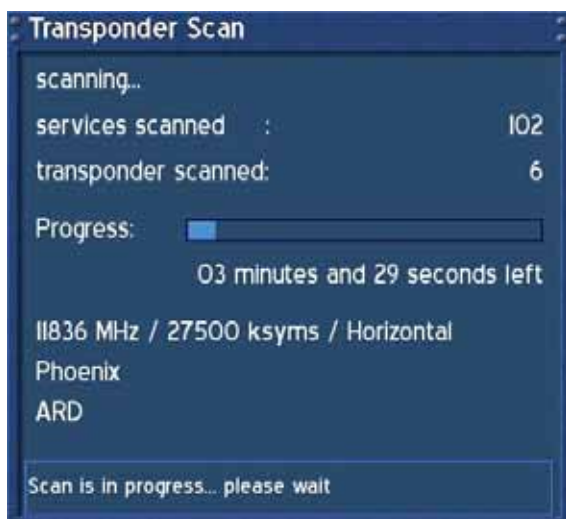 Transponder Scan
scanning...
services scanned : 102
transponder scanned: 6
Progress:
03 minutes and 29 seconds left
11836 MHz / 27500 ksyms / Horizontal
Phoenix
ARD
Scan is in progress... please wait